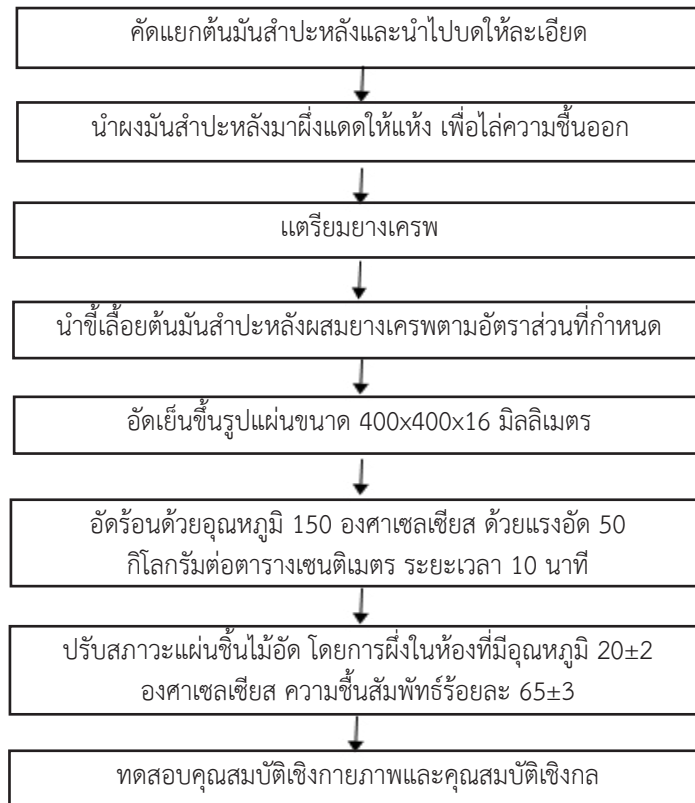 คัดแยกต้นมันสำปะหลังและนำไปบดให้ละเอียด
นำผงมันสำปะหลังมาผึ่งแดดให้แห้ง เพื่อไล่ความชื้นออก
แตรียมยางเครพ
นำขี้เลื้อยต้นมันสำปะหลังผสมยางเครพตามอัตราส่วนที่กำหนด
อัดเย็นขึ้นรูปแผ่นขนาด 400x400x16 มิลลิเมตร
อัดร้อนด้วยอุณหภูมิ 150 องศาเซลเซียส ด้วยแรงอัด 50
กิโลกรัมต่อตารางเซนติเมตร ระยะเวลา 10 นาที
ปรับสภาวะแผ่นชิ้นไม้อัด โดยการผึ่งในห้องที่มีอุณหภูมิ 20±2
องศาเซลเซียส ความชื้นสัมพัทธ์ร้อยละ 65±3
ทดสอบคุณสมบัติเชิงกายภาพและคุณสมบัติเชิงกล